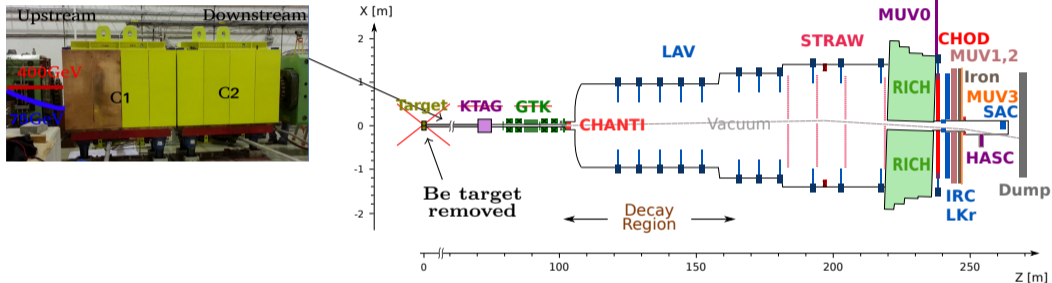 Upstream Downstream
400GeV
75GeV
C1 C2
X [m]
2
1
0
-1
-2
Target KTAG GTK
CHANTI
LAV
STRAW
Vacuum
RICH
RICH
MUV0
CHOD
MUV1,2
Iron
MUV3
SAC
HASC
Dump
IRC
LKr
Be target
removed
Decay
Region
0 100 150 200 250 Z [m]